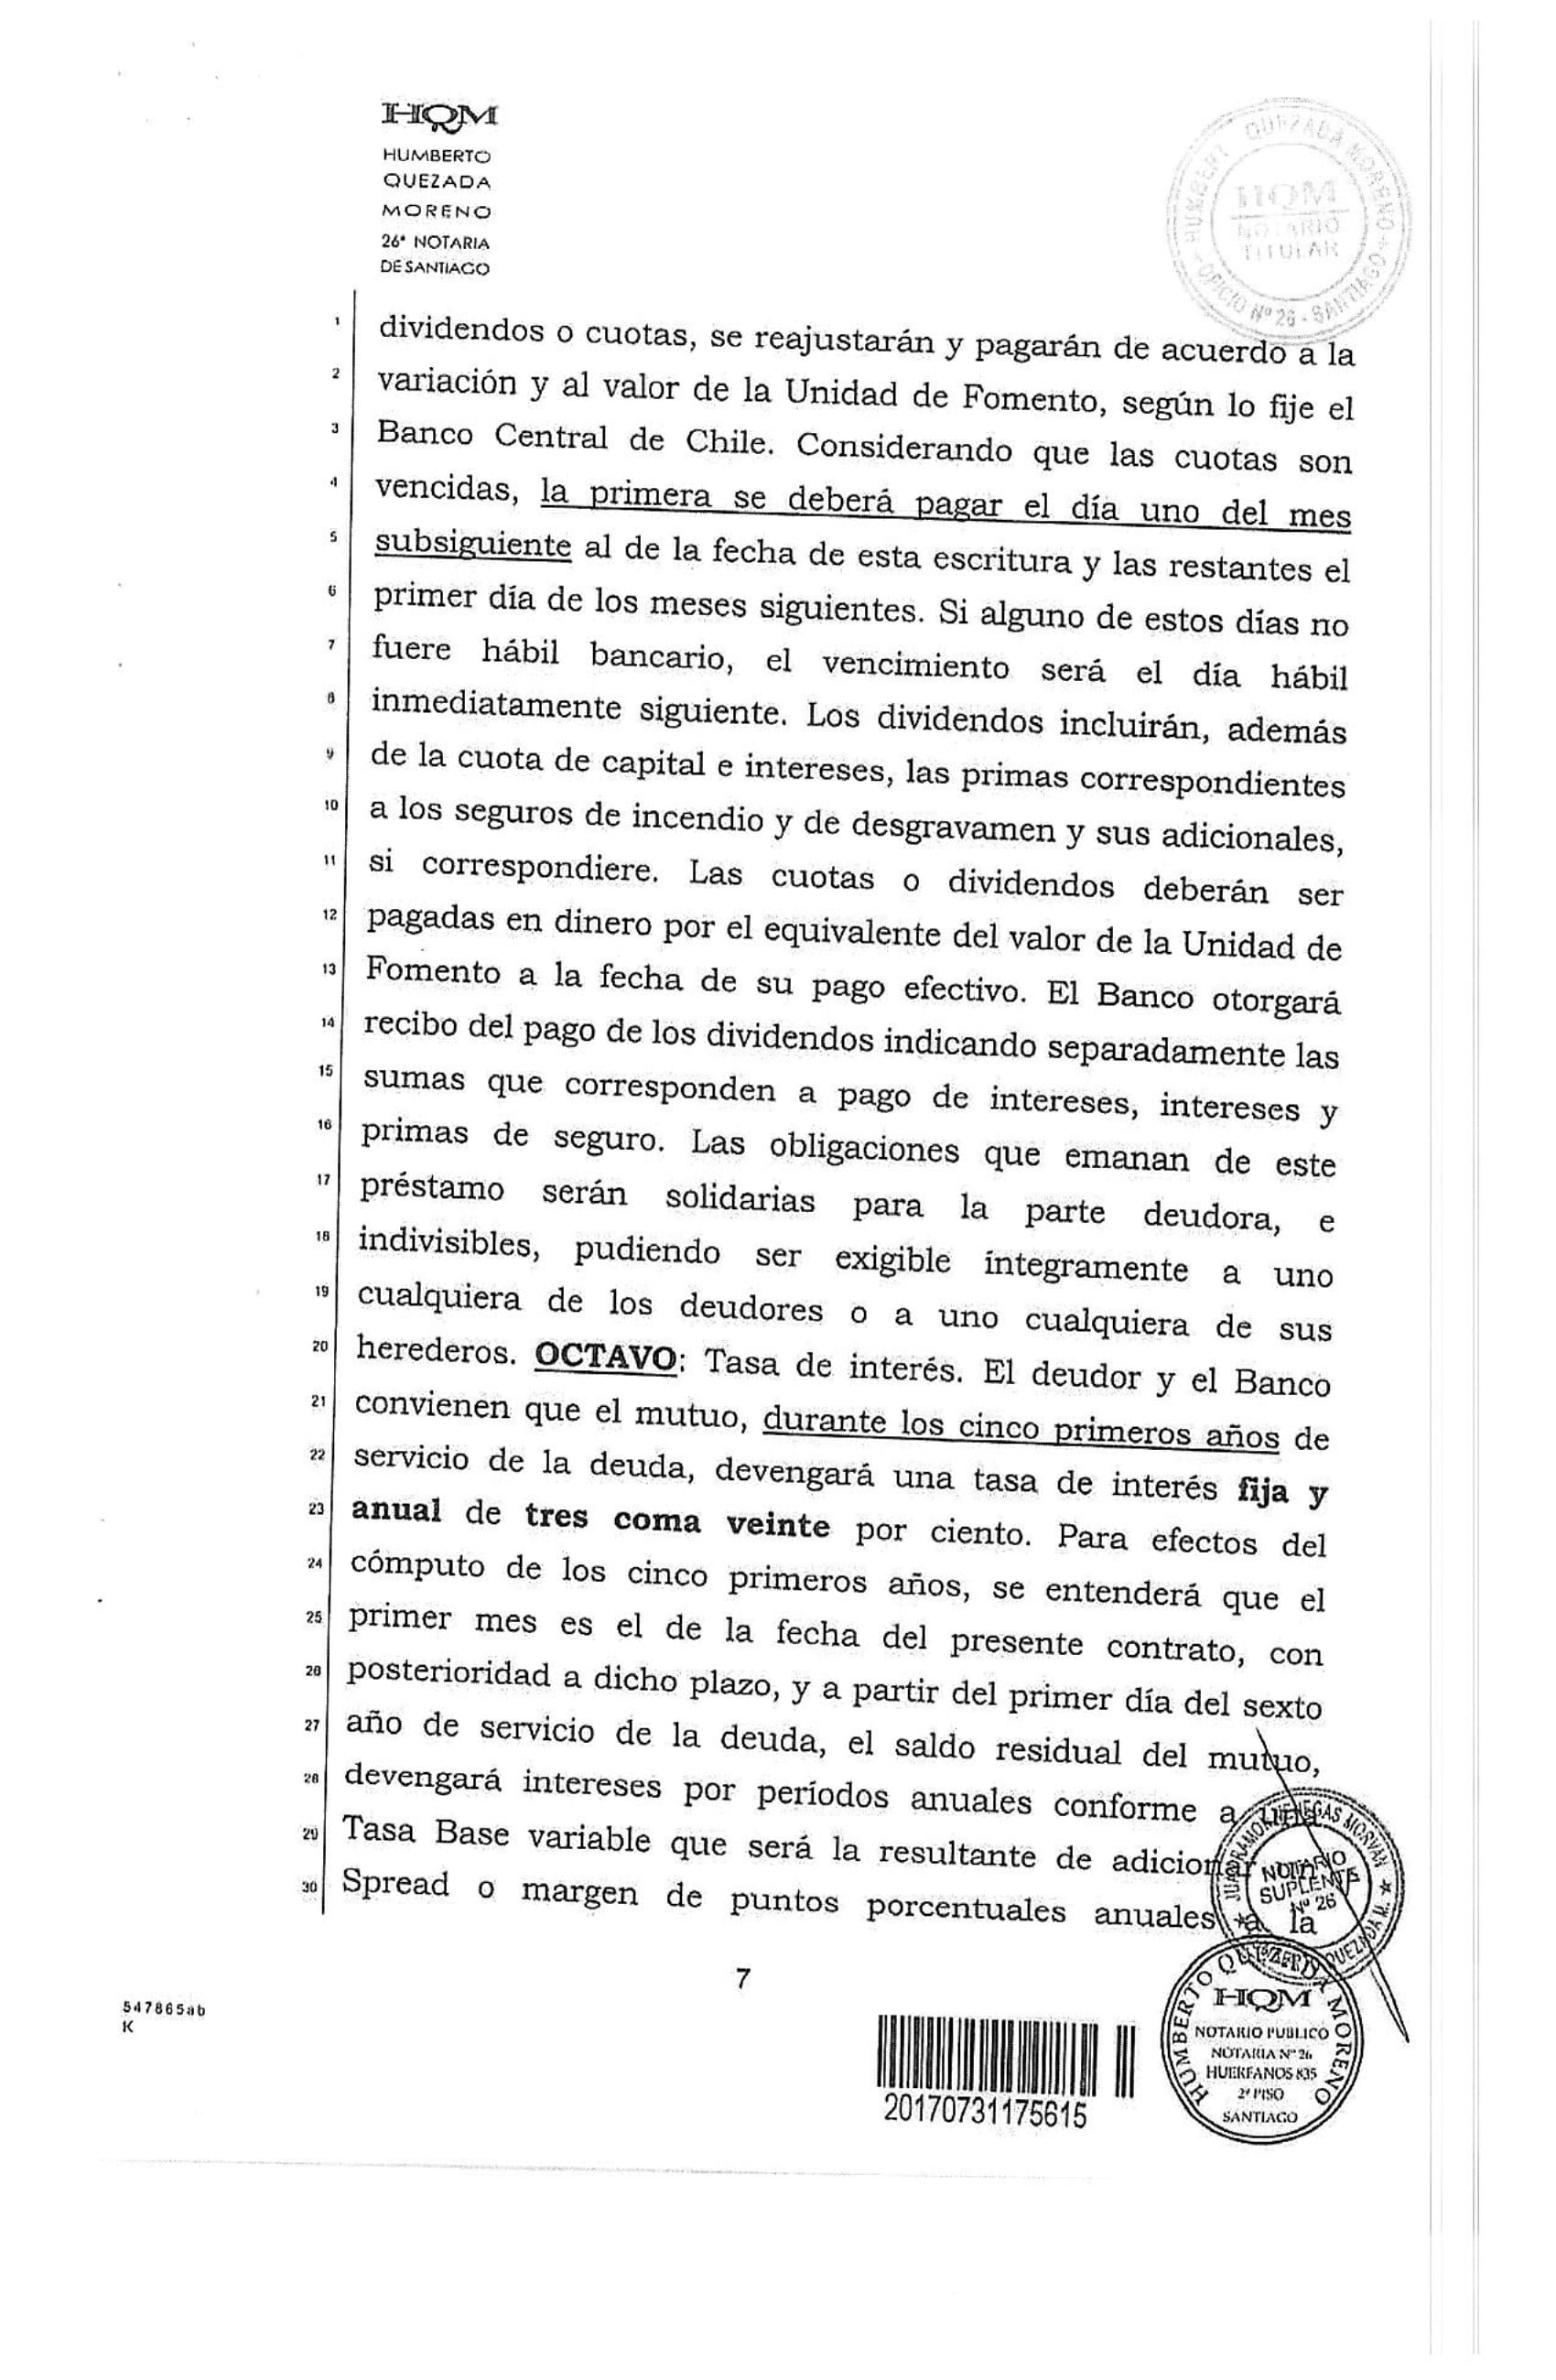 HQM
HUMBERTO
QUEZADA
MORENO
26ª NOTARIA
DE SANTIAGO
HUMBERT QUEZADA MORENO
HQM
NOTARIO
TITULAR
OFICIO Nº 26 - SANTIAGO
1 dividendos o cuotas, se reajustarán y pagarán de acuerdo a la
2 variación y al valor de la Unidad de Fomento, según lo fije el
3 Banco Central de Chile. Considerando que las cuotas son
4 vencidas, la primera se deberá pagar el día uno del mes
5 subsiguiente al de la fecha de esta escritura y las restantes el
6 primer día de los meses siguientes. Si alguno de estos días no
7 fuere hábil bancario, el vencimiento será el día hábil
8 inmediatamente siguiente. Los dividendos incluirán, además
9 de la cuota de capital e intereses, las primas correspondientes
10 a los seguros de incendio y de desgravamen y sus adicionales,
11 si correspondiere. Las cuotas o dividendos deberán ser
12 pagadas en dinero por el equivalente del valor de la Unidad de
13 Fomento a la fecha de su pago efectivo. El Banco otorgará
14 recibo del pago de los dividendos indicando separadamente las
15 sumas que corresponden a pago de intereses, intereses y
16 primas de seguro. Las obligaciones que emanan de este
17 préstamo serán solidarias para la parte deudora, e
18 indivisibles, pudiendo ser exigible íntegramente a uno
19 cualquiera de los deudores o a uno cualquiera de sus
20 herederos. OCTAVO: Tasa de interés. El deudor y el Banco
21 convienen que el mutuo, durante los cinco primeros años de
22 servicio de la deuda, devengará una tasa de interés fija y
23 anual de tres coma veinte por ciento. Para efectos del
24 cómputo de los cinco primeros años, se entenderá que el
25 primer mes es el de la fecha del presente contrato, con
26 posterioridad a dicho plazo, y a partir del primer día del sexto
27 año de servicio de la deuda, el saldo residual del mutuo,
28 devengará intereses por períodos anuales conforme a una
29 Tasa Base variable que será la resultante de adicionar un
30 Spread o margen de puntos porcentuales anuales a la
NOTARIO
SUPLENTE
Nº 26
7
547865ab
K
20170731175615
HUMBERTO QUEZADA MORENO
HQM
NOTARIO PUBLICO
NOTARIA Nº 26
HUERFANOS 835
2º PISO
SANTIAGO